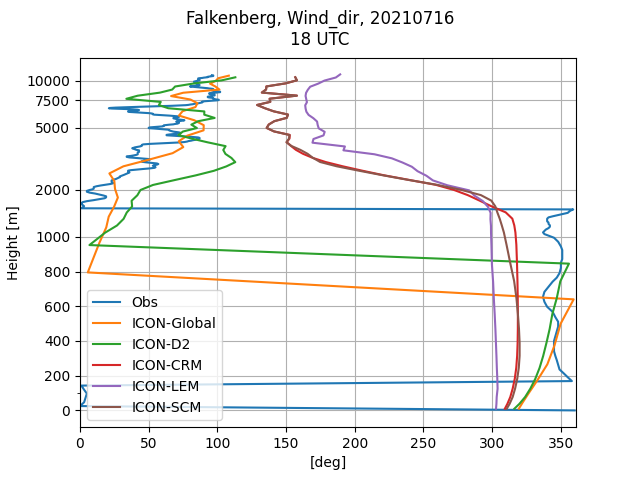 Falkenberg, Wind_dir, 20210716
18 UTC
Height [m]
10000
7500
5000
2000
1000
800
600
400
200
0
Obs
ICON-Global
ICON-D2
ICON-CRM
ICON-LEM
ICON-SCM
0 50 100 150 200 250 300 350
[deg]